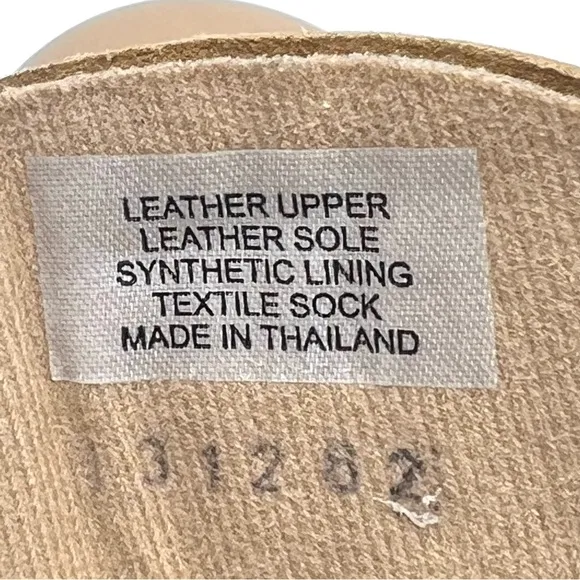 LEATHER UPPER
LEATHER SOLE
SYNTHETIC LINING
TEXTILE SOCK
MADE IN THAILAND